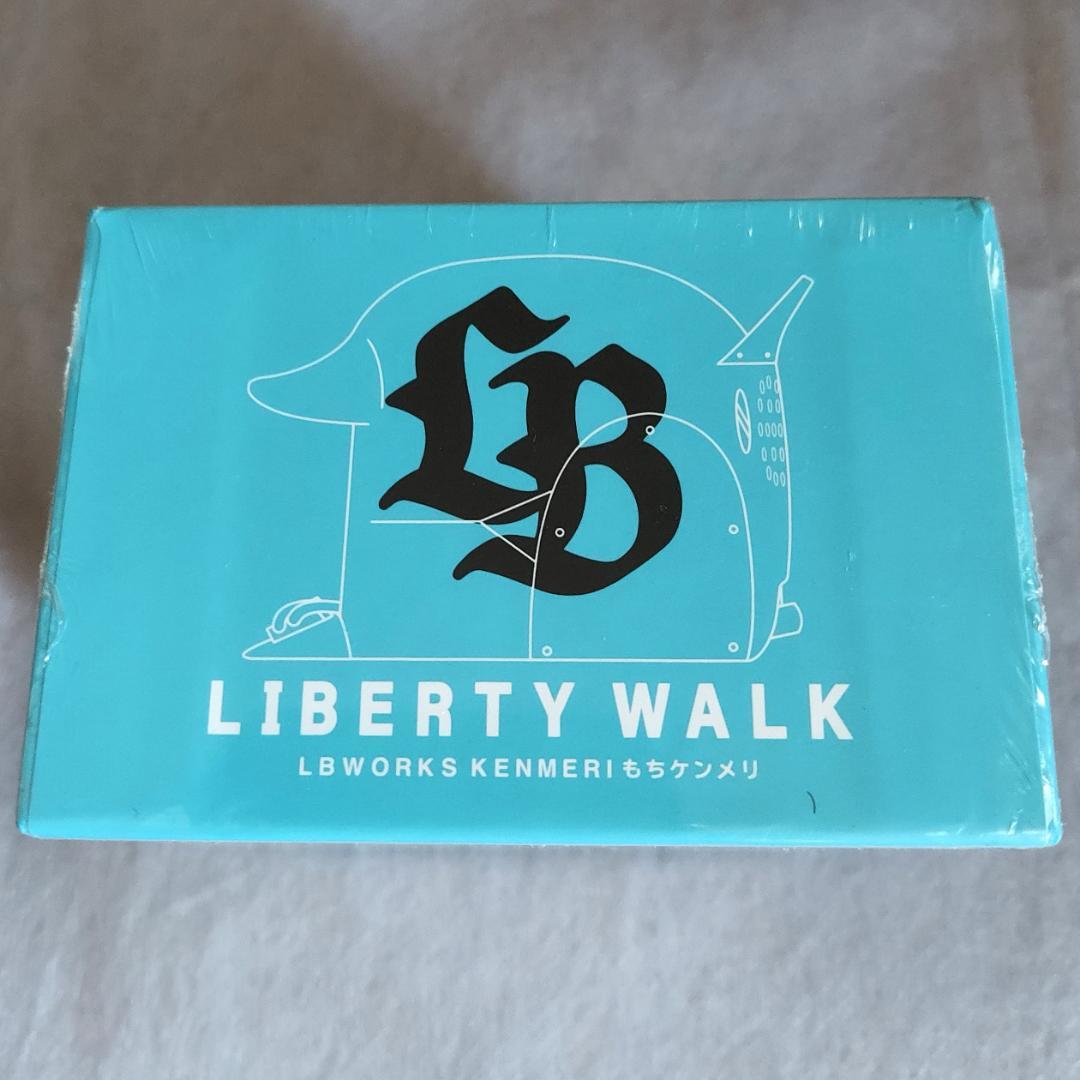 LB
LIBERTY WALK
LBWORKS KENMERI もちケンメリ